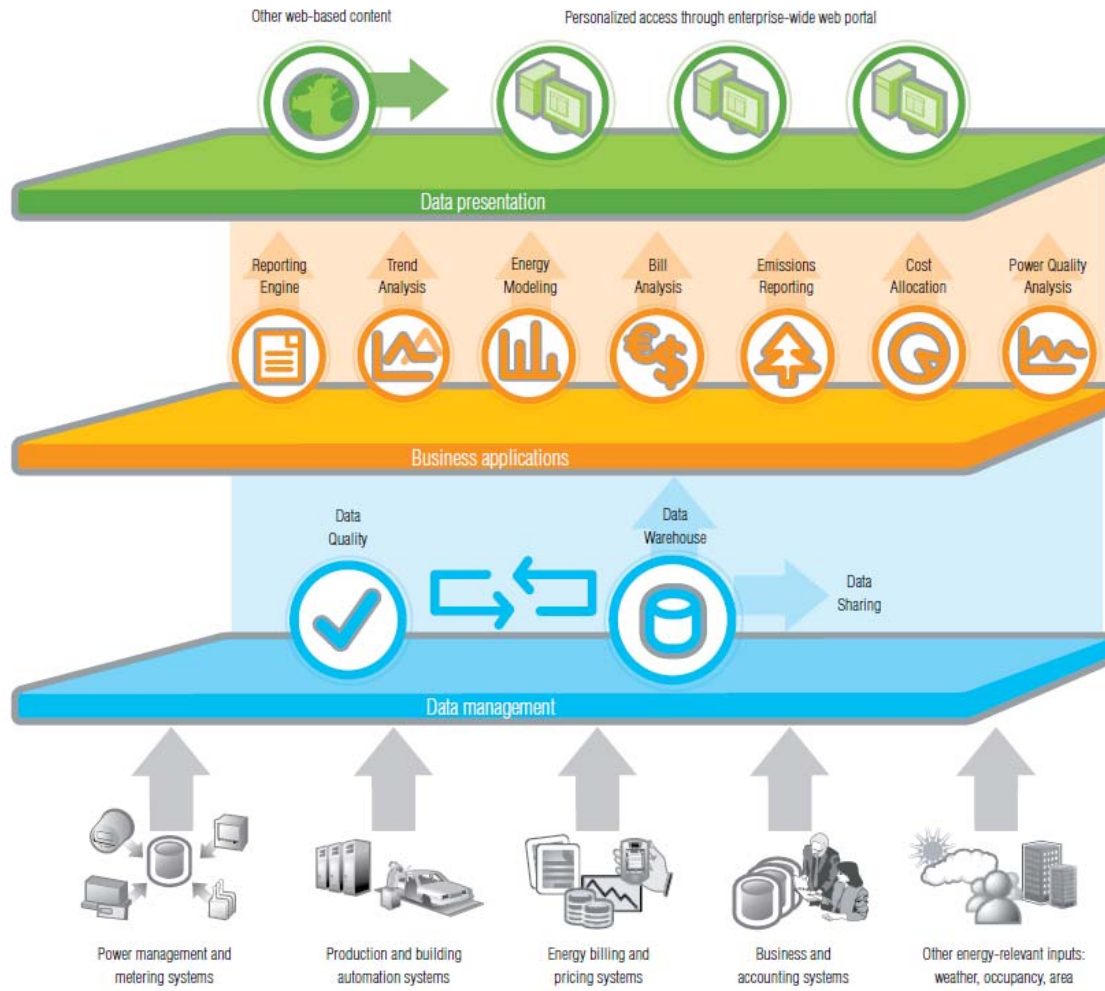 Other web-based content
Personalized access through enterprise-wide web portal
Data presentation
Reporting
Engine
Trend
Analysis
Energy
Modeling
Bill
Analysis
Emissions
Reporting
Cost
Allocation
Power Quality
Analysis
Business applications
Data
Quality
Data
Warehouse
Data
Sharing
Data management
Power management and
metering systems
Production and building
automation systems
Energy billing and
pricing systems
Business and
accounting systems
Other energy-relevant inputs:
weather, occupancy, area